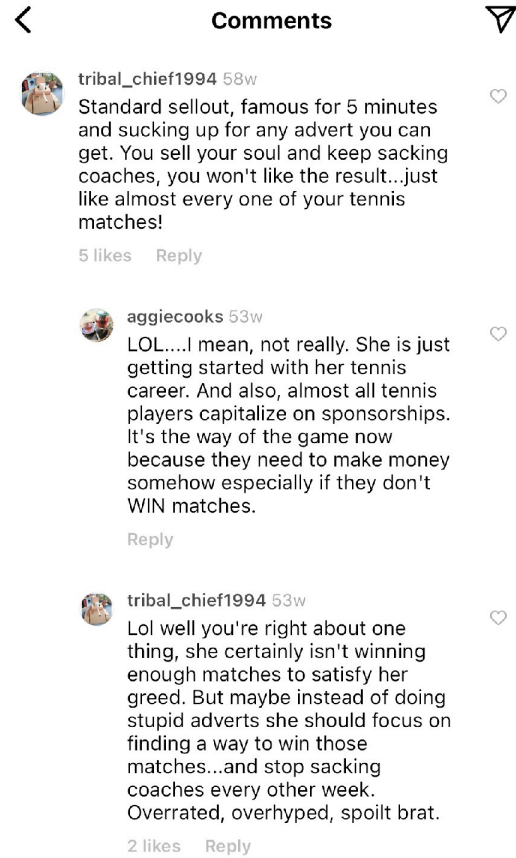 Comments
tribal_chief1994 58w
Standard sellout, famous for 5 minutes
and sucking up for any advert you can
get. You sell your soul and keep sacking
coaches, you won't like the result...just
like almost every one of your tennis
matches!
5 likes Reply
aggiecooks 53w
LOL....I mean, not really. She is just
getting started with her tennis
career. And also, almost all tennis
players capitalize on sponsorships.
It's the way of the game now
because they need to make money
somehow especially if they don't
WIN matches.
Reply
tribal_chief1994 53w
Lol well you're right about one
thing, she certainly isn't winning
enough matches to satisfy her
greed. But maybe instead of doing
stupid adverts she should focus on
finding a way to win those
matches...and stop sacking
coaches every other week.
Overrated, overhyped, spoilt brat.
2 likes Reply